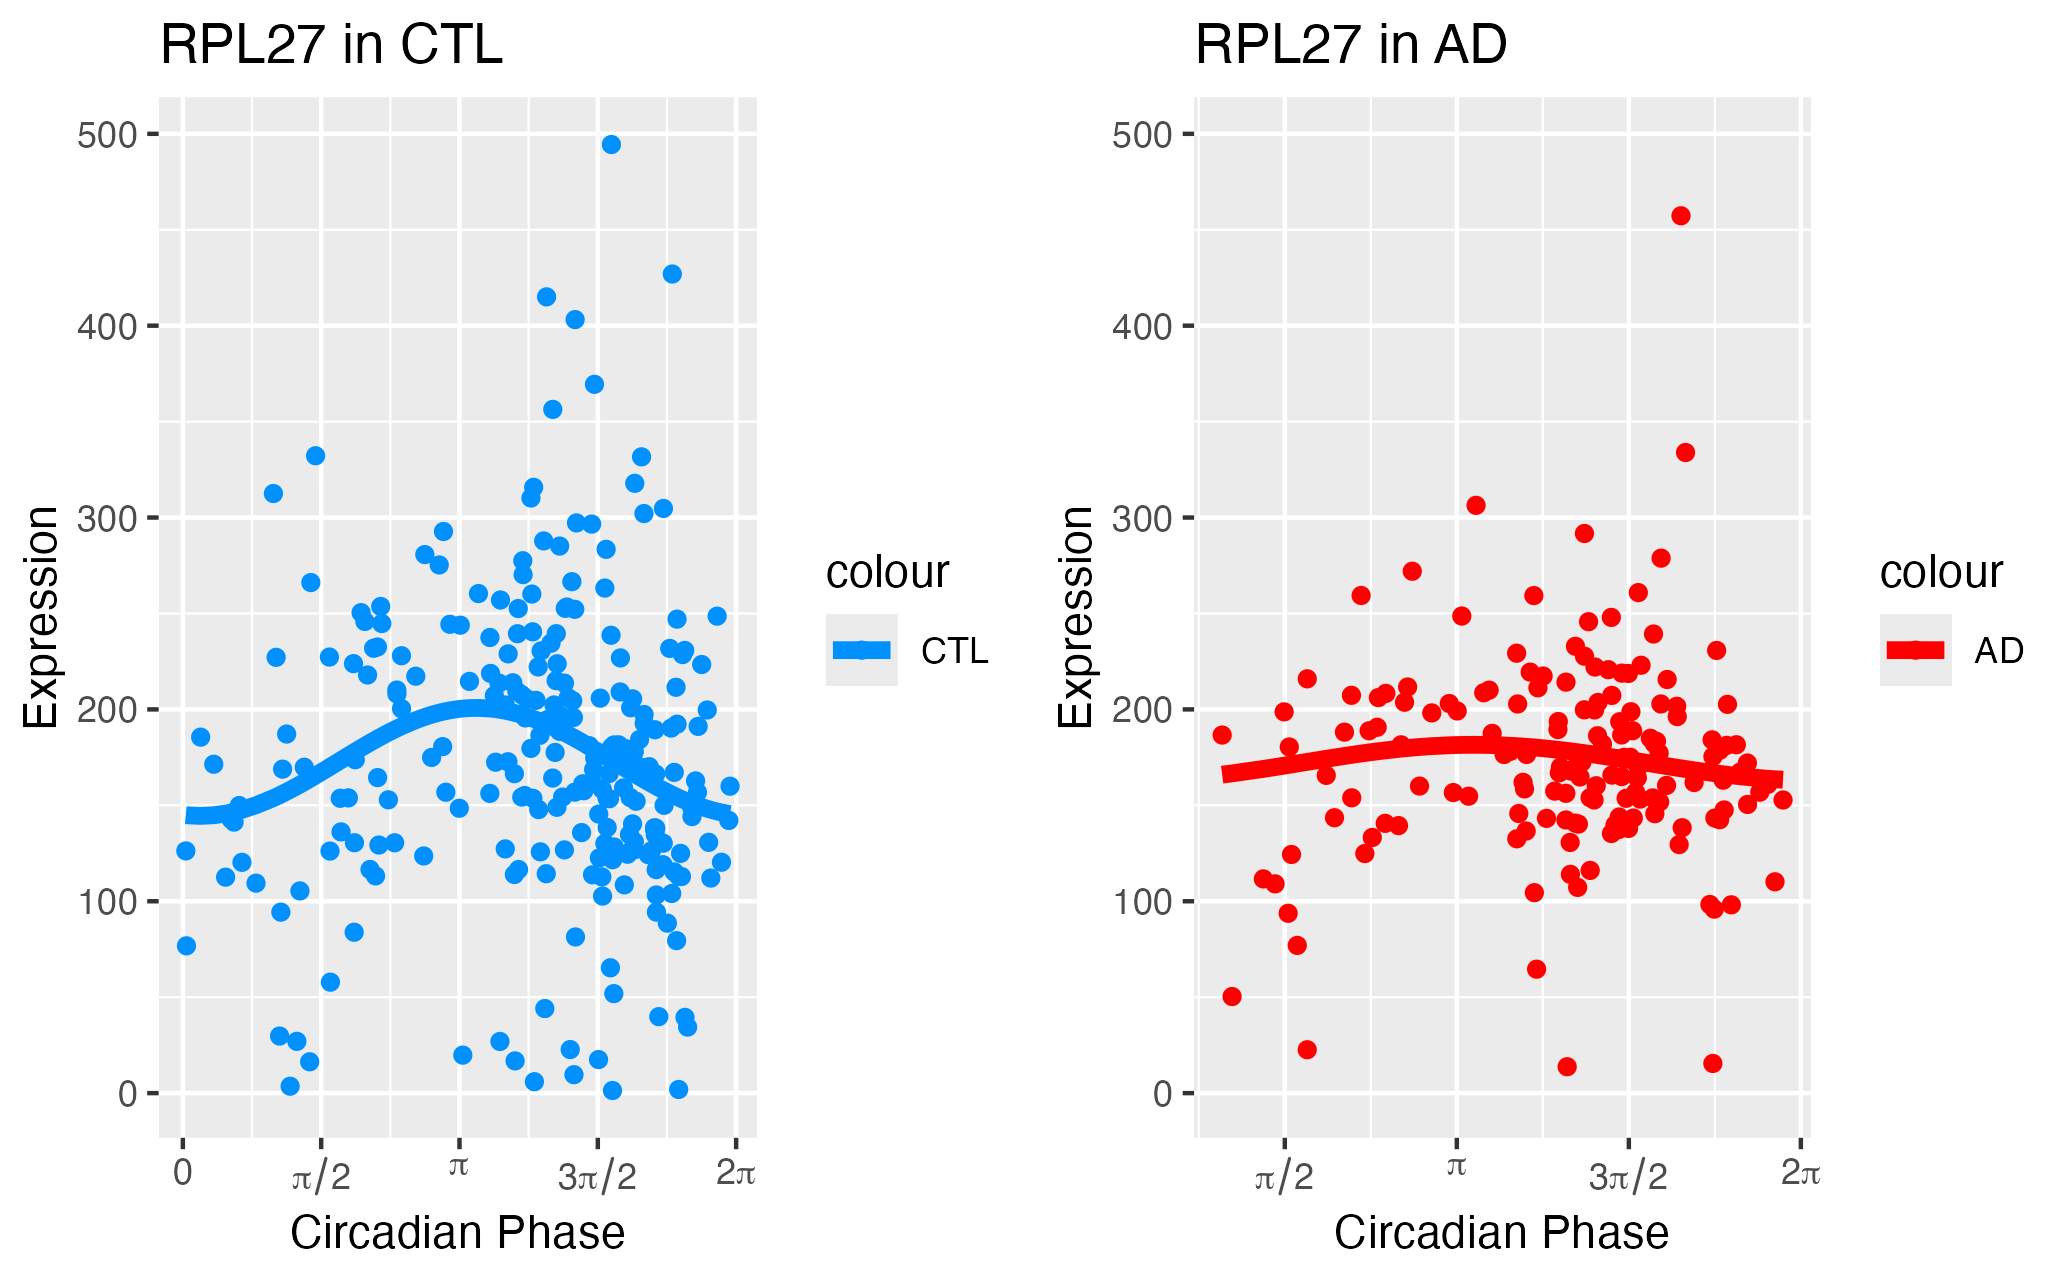 RPL27 in CTL
500
400
300
200
100
0
Expression
0 π/2 π 3π/2 2π
Circadian Phase
colour
CTL
RPL27 in AD
500
400
300
200
100
0
Expression
π/2 π 3π/2 2π
Circadian Phase
colour
AD